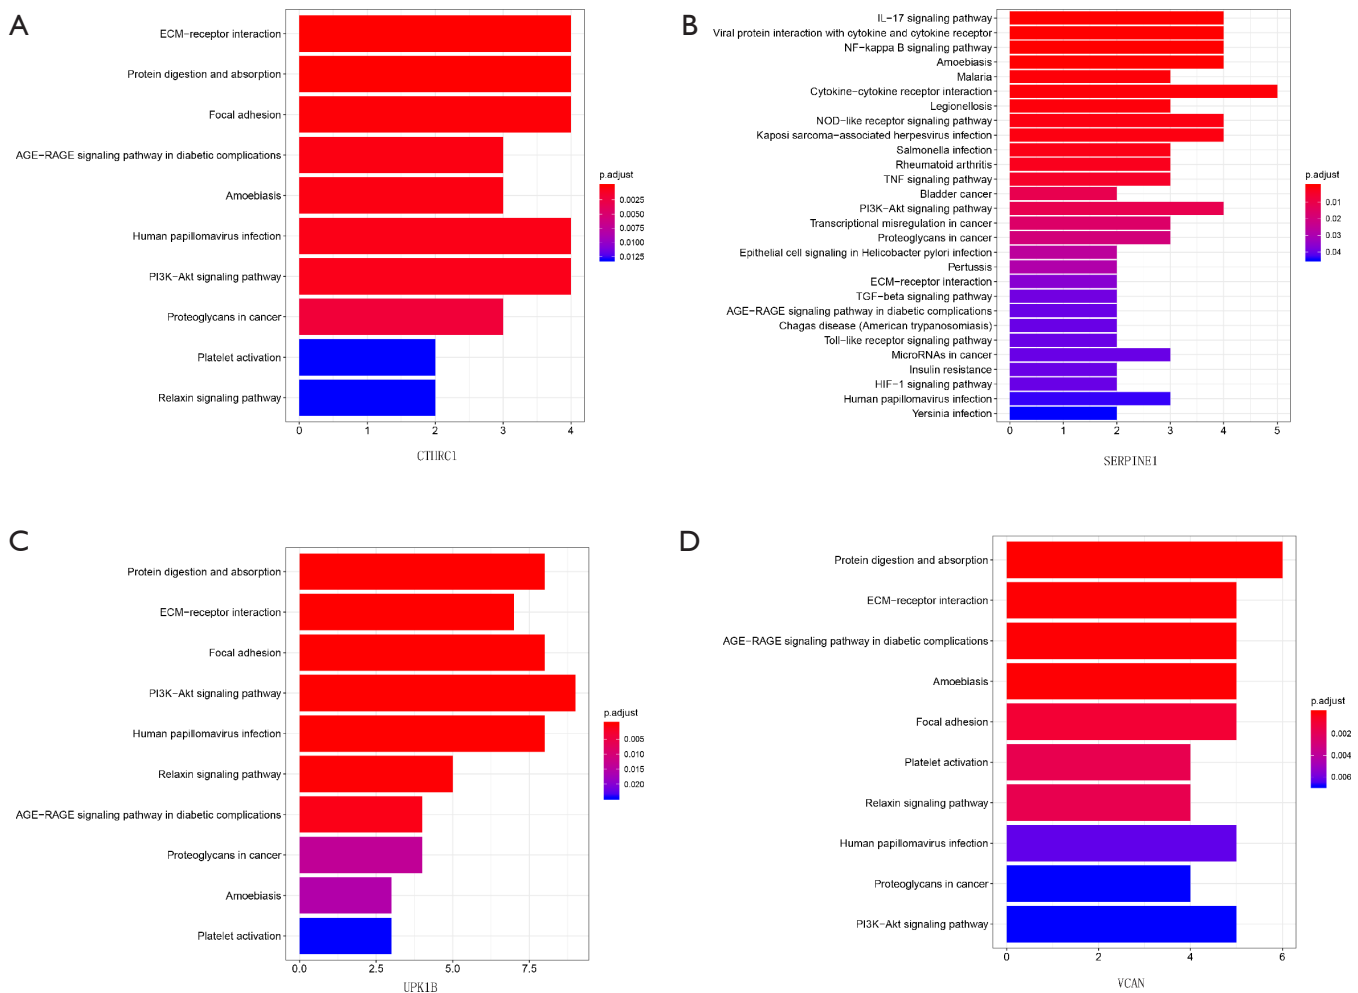 A
ECM−receptor interaction
Protein digestion and absorption
Focal adhesion
AGE−RAGE signaling pathway in diabetic complications
Amoebiasis
Human papillomavirus infection
PI3K−Akt signaling pathway
Proteoglycans in cancer
Platelet activation
Relaxin signaling pathway
0 1 2 3 4
CTHRC1
p.adjust
0.0025
0.0050
0.0075
0.0100
0.0125
B
IL−17 signaling pathway
Viral protein interaction with cytokine and cytokine receptor
NF−kappa B signaling pathway
Amoebiasis
Malaria
Cytokine−cytokine receptor interaction
Legionellosis
NOD−like receptor signaling pathway
Kaposi sarcoma−associated herpesvirus infection
Salmonella infection
Rheumatoid arthritis
TNF signaling pathway
Bladder cancer
PI3K−Akt signaling pathway
Transcriptional misregulation in cancer
Proteoglycans in cancer
Epithelial cell signaling in Helicobacter pylori infection
Pertussis
ECM−receptor interaction
TGF−beta signaling pathway
AGE−RAGE signaling pathway in diabetic complications
Chagas disease (American trypanosomiasis)
Toll−like receptor signaling pathway
MicroRNAs in cancer
Insulin resistance
HIF−1 signaling pathway
Human papillomavirus infection
Yersinia infection
0 1 2 3 4 5
SERPINE1
p.adjust
0.01
0.02
0.03
0.04
C
Protein digestion and absorption
ECM−receptor interaction
Focal adhesion
PI3K−Akt signaling pathway
Human papillomavirus infection
Relaxin signaling pathway
AGE−RAGE signaling pathway in diabetic complications
Proteoglycans in cancer
Amoebiasis
Platelet activation
0.0 2.5 5.0 7.5
UPK1B
p.adjust
0.005
0.010
0.015
0.020
D
Protein digestion and absorption
ECM−receptor interaction
AGE−RAGE signaling pathway in diabetic complications
Amoebiasis
Focal adhesion
Platelet activation
Relaxin signaling pathway
Human papillomavirus infection
Proteoglycans in cancer
PI3K−Akt signaling pathway
0 2 4 6
VCAN
p.adjust
0.002
0.004
0.006